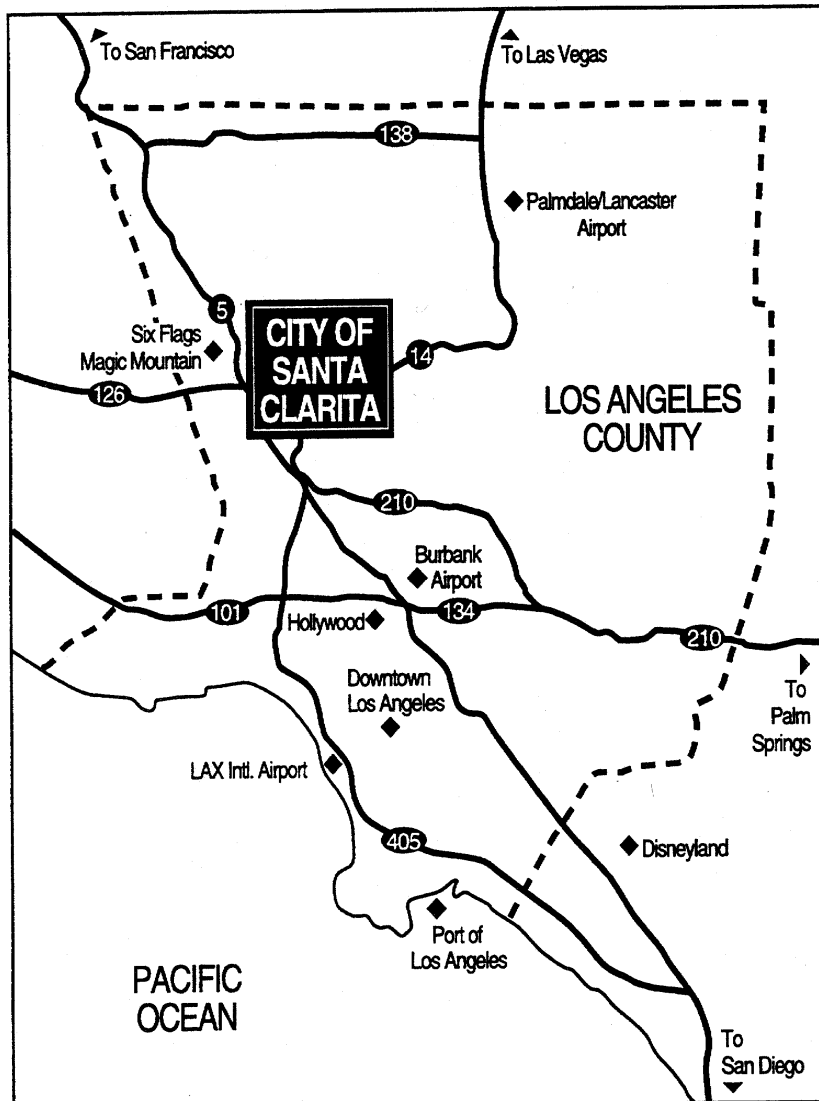 To San Francisco
To Las Vegas
138
Palmdale/Lancaster
Airport
5
CITY OF
SANTA
CLARITA
Six Flags
Magic Mountain
14
126
LOS ANGELES
COUNTY
210
Burbank
Airport
101
134
Hollywood
210
Downtown
Los Angeles
To
Palm
Springs
LAX Intl. Airport
405
Disneyland
Port of
Los Angeles
PACIFIC
OCEAN
To
San Diego